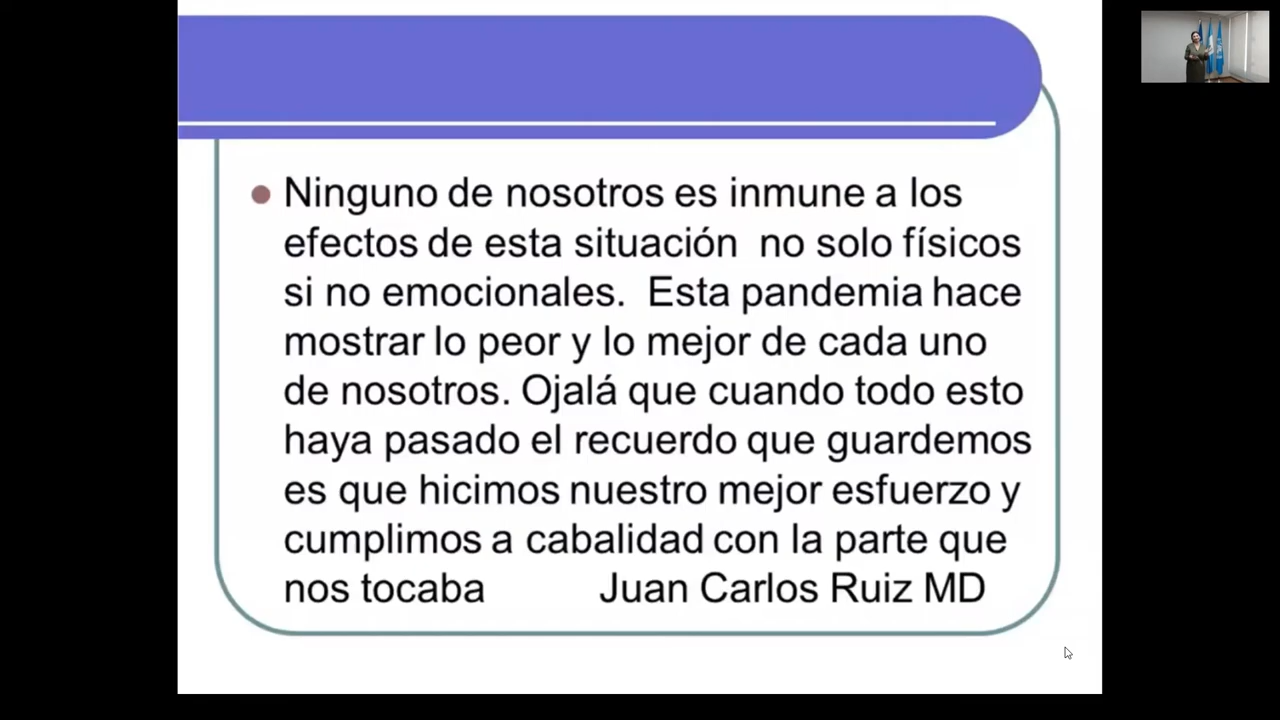 Ninguno de nosotros es inmune a los
efectos de esta situación no solo físicos
si no emocionales. Esta pandemia hace
mostrar lo peor y lo mejor de cada uno
de nosotros. Ojalá que cuando todo esto
haya pasado el recuerdo que guardemos
es que hicimos nuestro mejor esfuerzo y
cumplimos a cabalidad con la parte que
nos tocaba Juan Carlos Ruiz MD